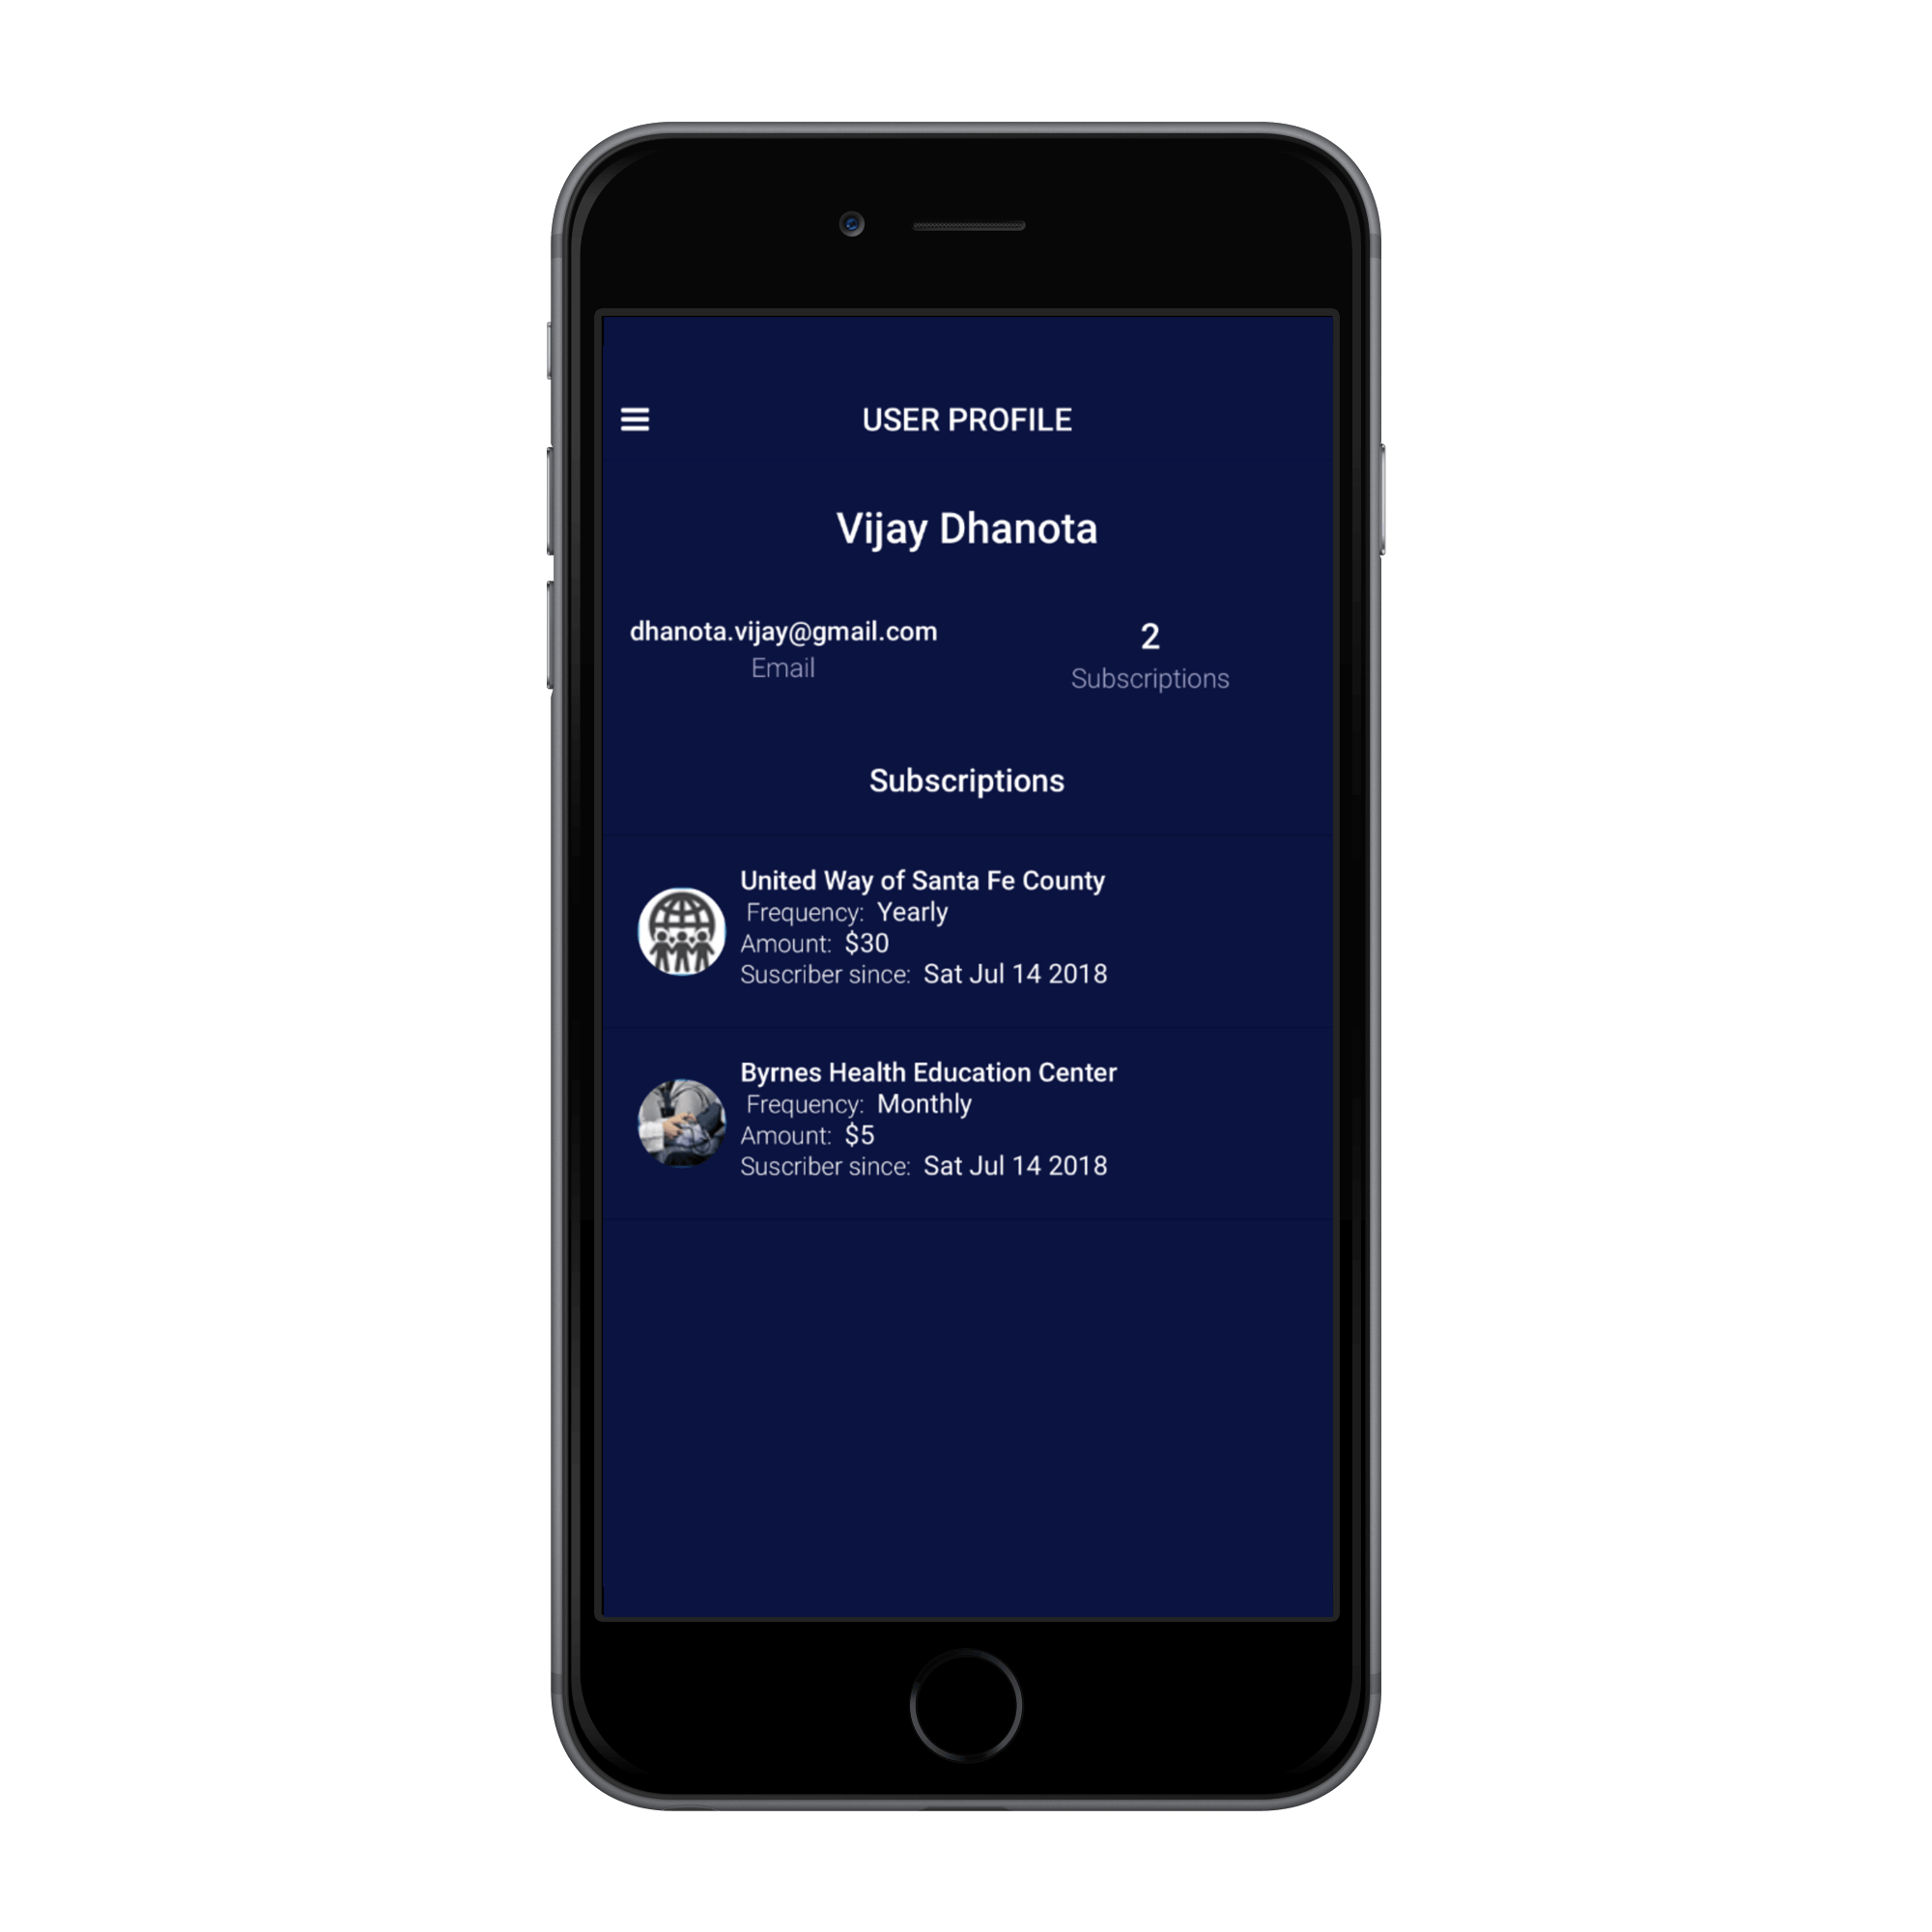 USER PROFILE
Vijay Dhanota
dhanota.vijay@gmail.com
Email
2
Subscriptions
Subscriptions
United Way of Santa Fe County
Frequency: Yearly
Amount: $30
Suscriber since: Sat Jul 14 2018
Byrnes Health Education Center
Frequency: Monthly
Amount: $5
Suscriber since: Sat Jul 14 2018